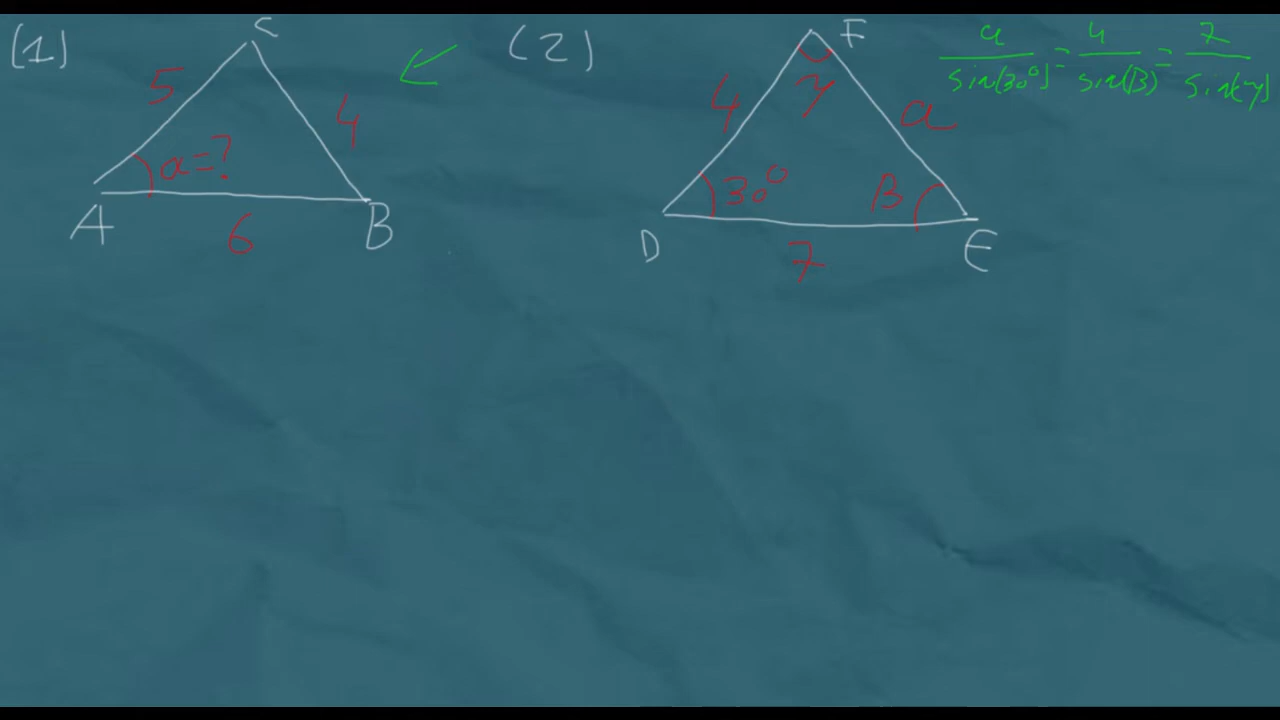 (1)
C
5
4
α=?
A
6
B
(2)
F
4
γ
a
30°
β
D
7
E
a/sin(30°) = 4/sin(β) = 7/sin(γ)